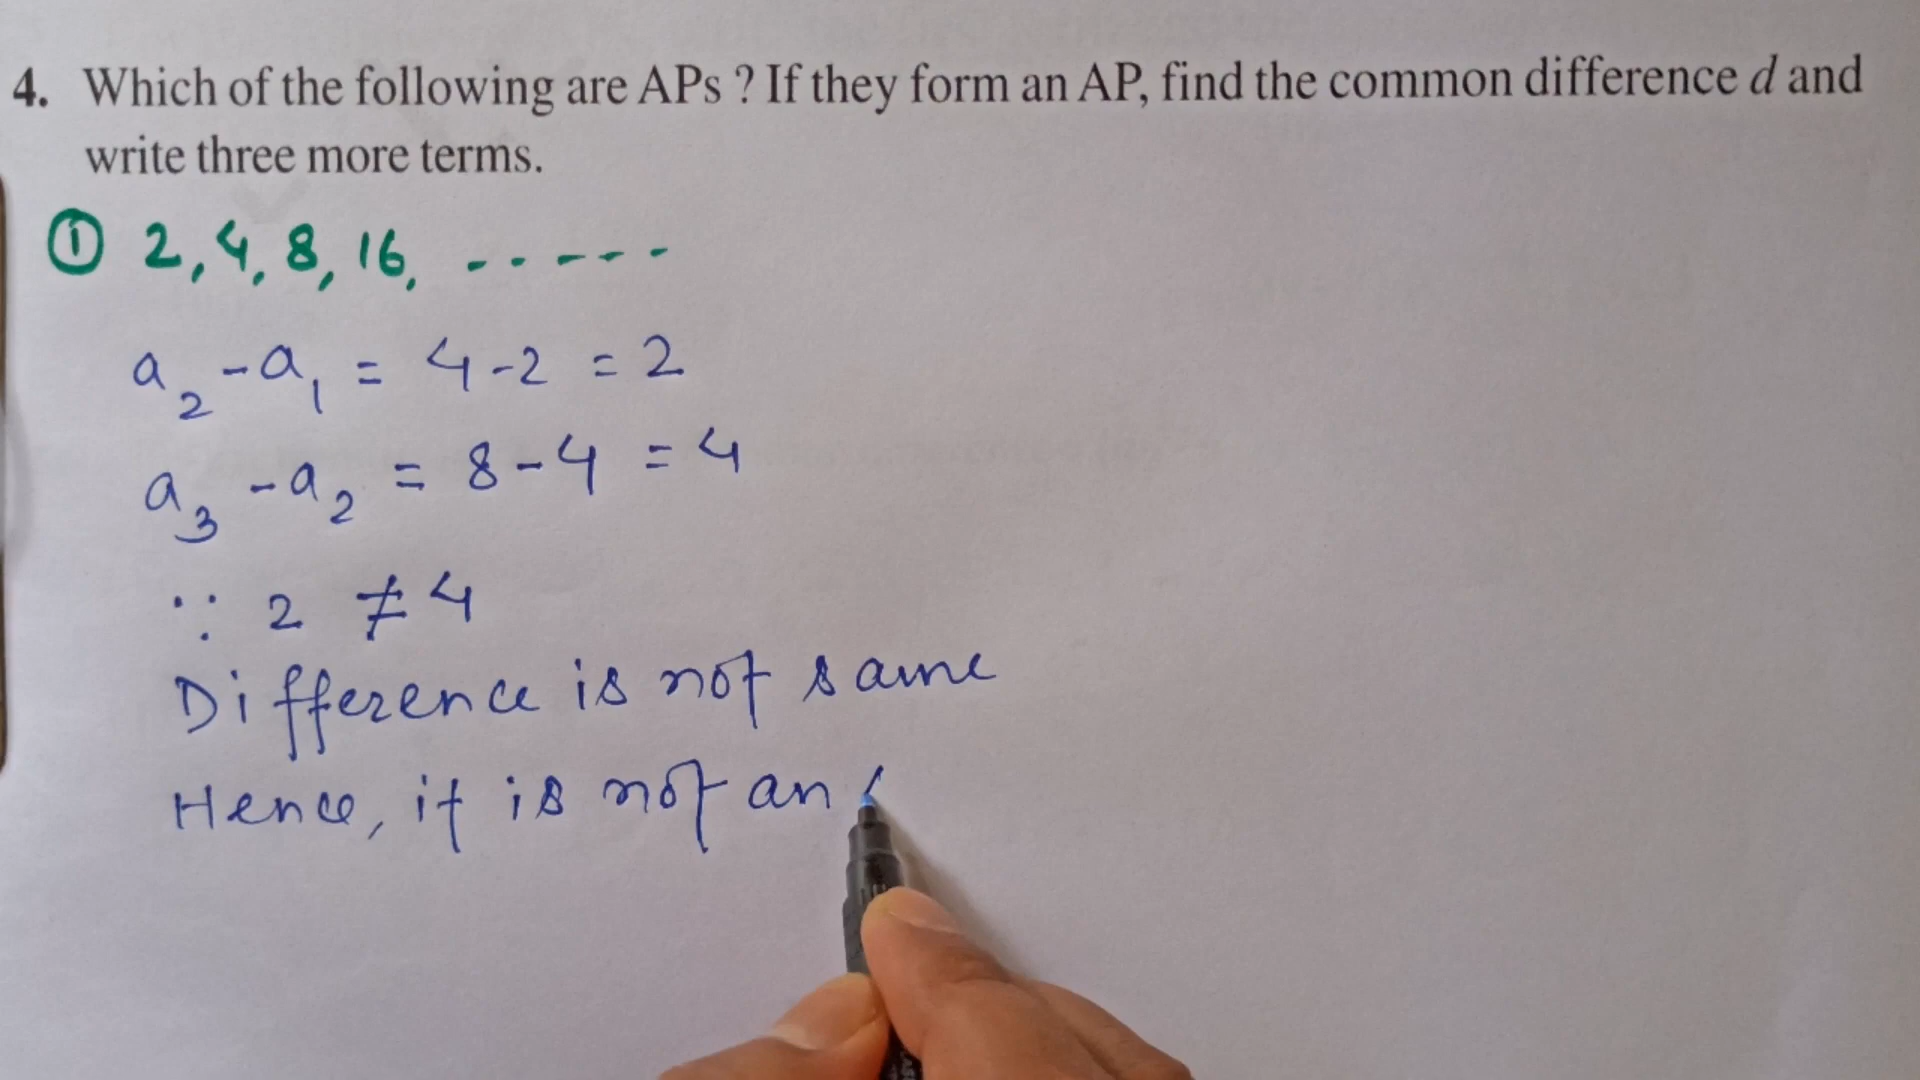 4. Which of the following are APs ? If they form an AP, find the common difference d and
write three more terms.
① 2, 4, 8, 16, ------
a₂ - a₁ = 4 - 2 = 2
a₃ - a₂ = 8 - 4 = 4
∵ 2 ≠ 4
Difference is not same
Hence, it is not an